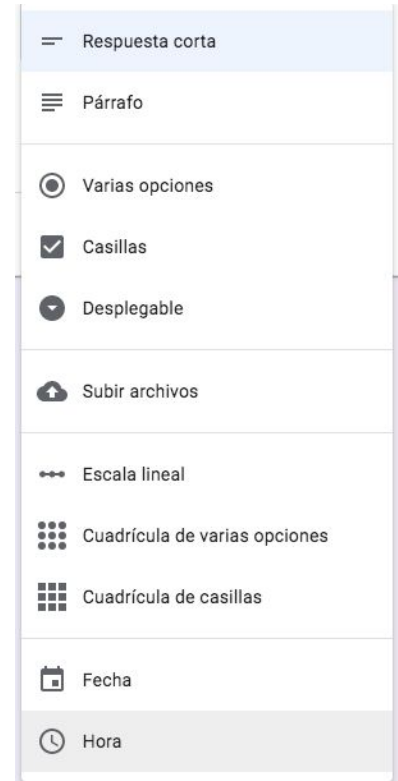 Respuesta corta
Párrafo
Varias opciones
Casillas
Desplegable
Subir archivos
Escala lineal
Cuadrícula de varias opciones
Cuadrícula de casillas
Fecha
Hora